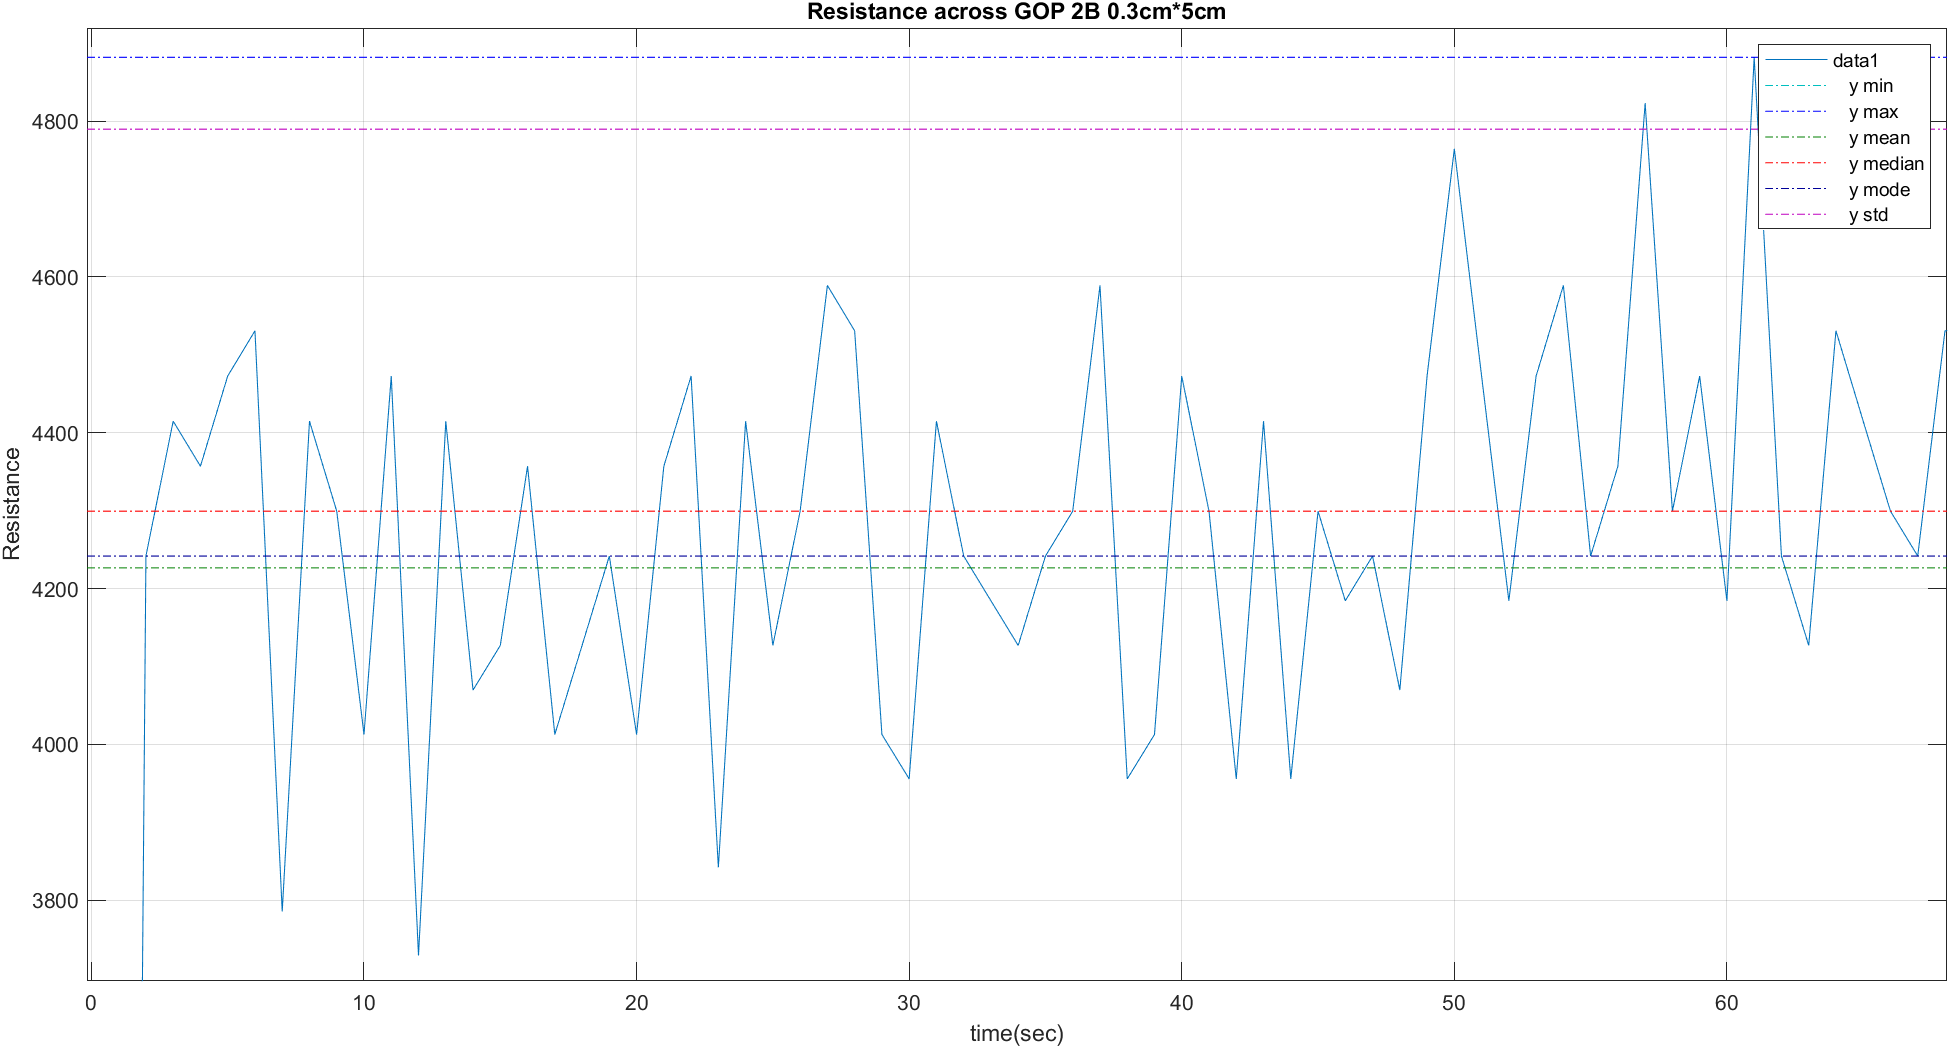 Resistance across GOP 2B 0.3cm*5cm
data1
y min
y max
y mean
y median
y mode
y std
4800
4600
4400
4200
4000
3800
Resistance
0 10 20 30 40 50 60
time(sec)